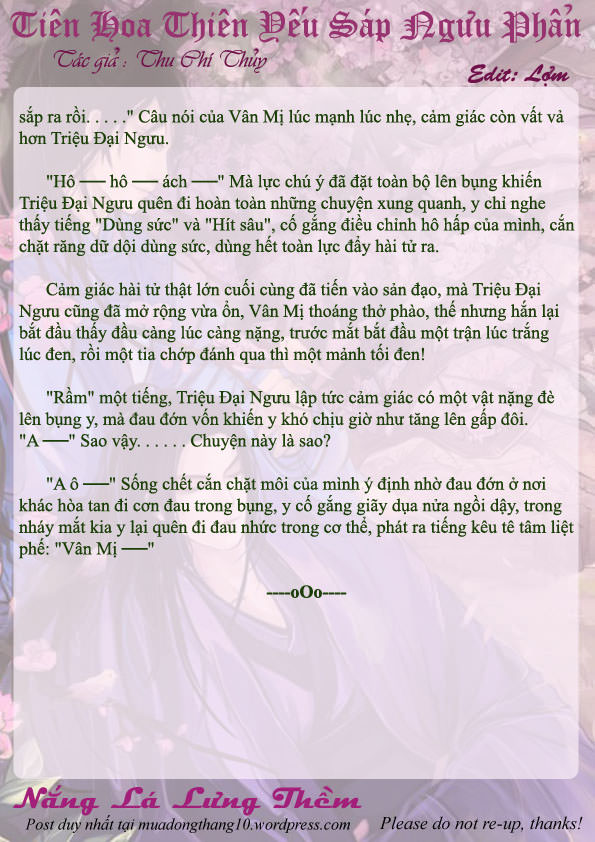 Tiên Hoa Thiên Yếu Sáp Ngưu Phẩn
Tác giả : Thu Chí Thủy
Edit: Lợm
sắp ra rồi. . . . ." Câu nói của Vân Mị lúc mạnh lúc nhẹ, cảm giác còn vất vả
hơn Triệu Đại Ngưu.
"Hô ── hô ── ách ──" Mà lực chú ý đã đặt toàn bộ lên bụng khiến
Triệu Đại Ngưu quên đi hoàn toàn những chuyện xung quanh, y chỉ nghe
thấy tiếng "Dùng sức" và "Hít sâu", cố gắng điều chỉnh hô hấp của mình, cắn
chặt răng dữ dội dùng sức, dùng hết toàn lực đẩy hài tử ra.
Cảm giác hài tử thật lớn cuối cùng đã tiến vào sản đạo, mà Triệu Đại
Ngưu cũng đã mở rộng vừa ổn, Vân Mị thoáng thở phào, thế nhưng hắn lại
bắt đầu thấy đầu càng lúc càng nặng, trước mắt bắt đầu một trận lúc trắng
lúc đen, rồi một tia chớp đánh qua thì một mảnh tối đen!
"Rầm" một tiếng, Triệu Đại Ngưu lập tức cảm giác có một vật nặng đè
lên bụng y, mà đau đớn vốn khiến y khó chịu giờ như tăng lên gấp đôi.
"A ──" Sao vậy. . . . . . Chuyện này là sao?
"A ô ──" Sống chết cắn chặt môi của mình ý định nhờ đau đớn ở nơi
khác hòa tan đi cơn đau trong bụng, y cố gắng giãy dụa nửa ngồi dậy, trong
nháy mắt kia y lại quên đi đau nhức trong cơ thể, phát ra tiếng kêu tê tâm liệt
phế: "Vân Mị ──"
----oOo----
Nắng Lá Lưng Thềm
Post duy nhất tại muadongthang10.wordpress.com
Please do not re-up, thanks!